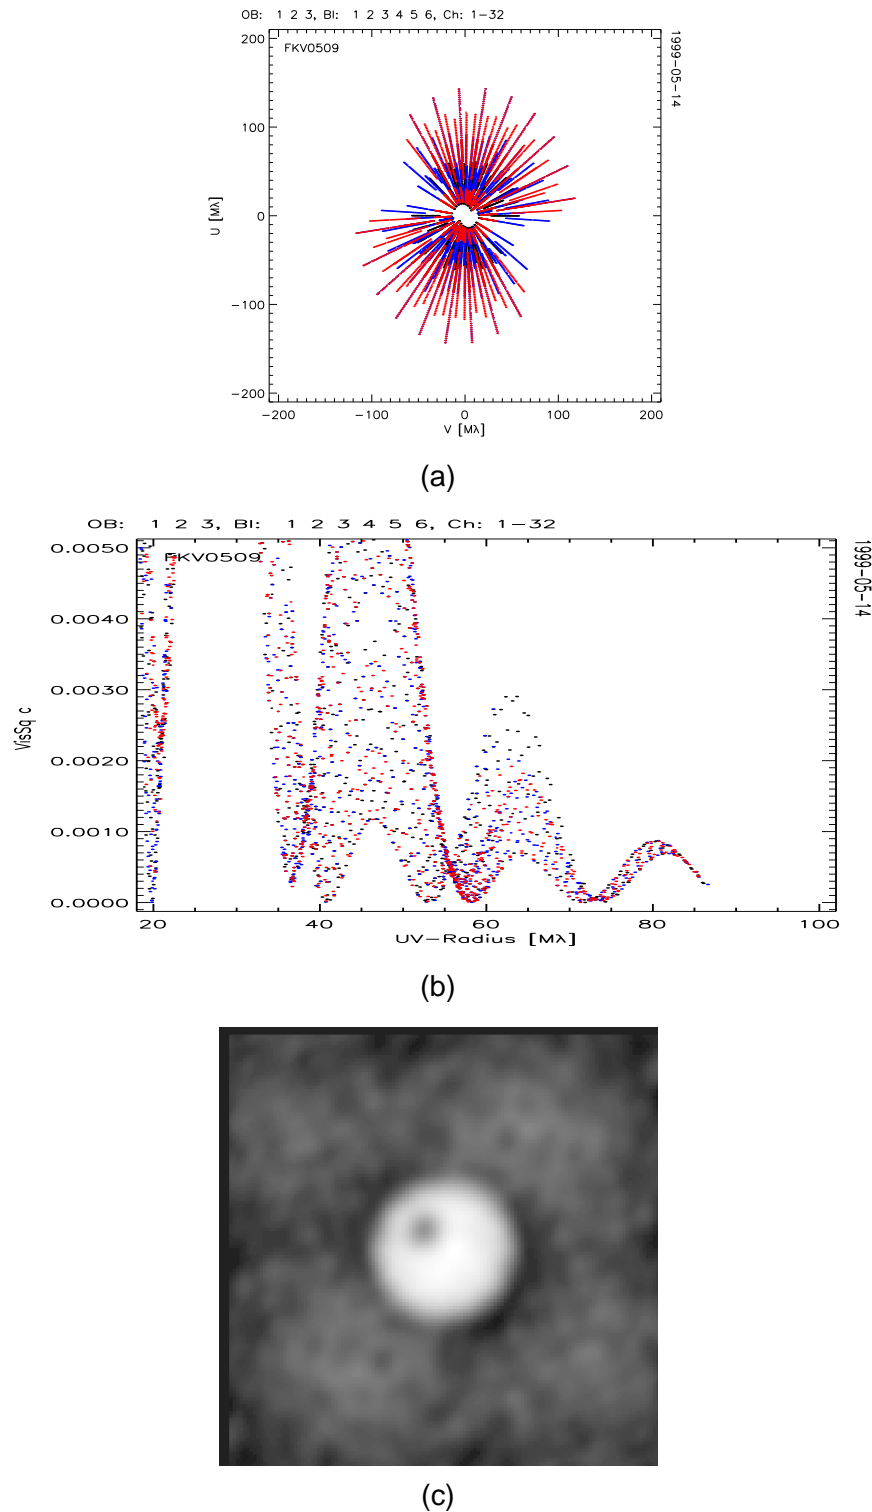 OB: 1 2 3, BI: 1 2 3 4 5 6, Ch: 1-32
FKV0509
1999-05-14
200
100
0
-100
-200
U [Mλ]
-200 -100 0 100 200
V [Mλ]
(a)
OB: 1 2 3, BI: 1 2 3 4 5 6, Ch: 1-32
FKV0509
1999-05-14
0.0050
0.0040
0.0030
0.0020
0.0010
0.0000
VisSq c
20 40 60 80 100
UV-Radius [Mλ]
(b)
(c)